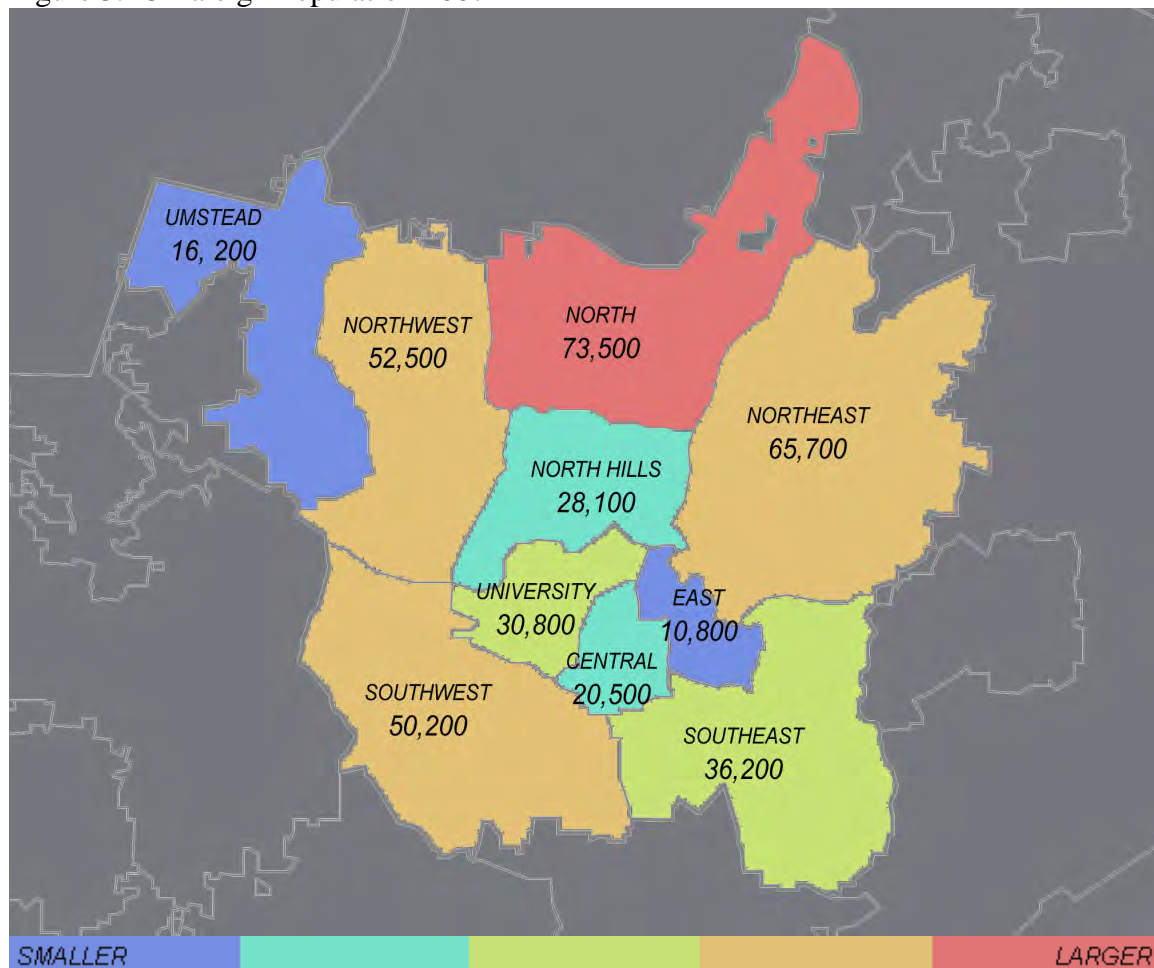 UMSTEAD
16, 200
NORTHWEST
52,500
NORTH
73,500
NORTHEAST
65,700
NORTH HILLS
28,100
UNIVERSITY
30,800
EAST
10,800
CENTRAL
20,500
SOUTHWEST
50,200
SOUTHEAST
36,200
SMALLER
LARGER